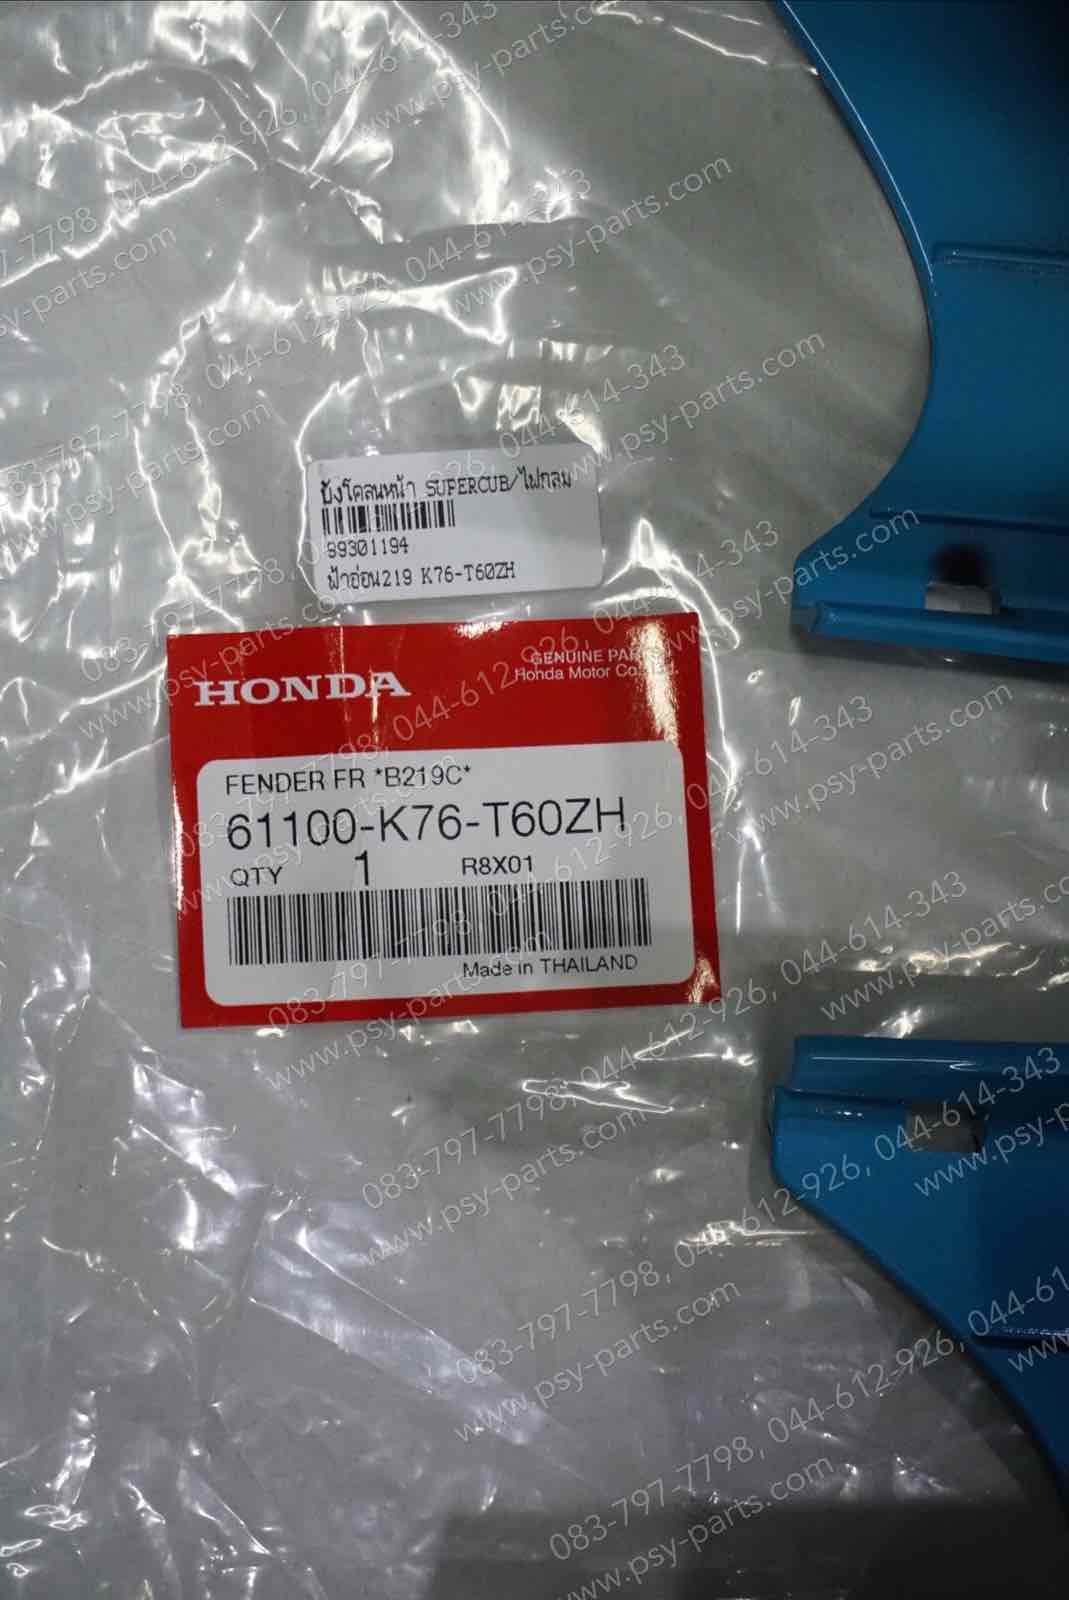 บังโคลนหน้า SUPERCUB/ไฟกลม
89301194
ฟ้าอ่อน219 K76-T60ZH
HONDA
GENUINE PARTS
Honda Motor Co.,
FENDER FR *B219C*
61100-K76-T60ZH
QTY 1 R8X01
Made in THAILAND
083-797-7798, 044-612-926, 044-614-343
www.psy-parts.com